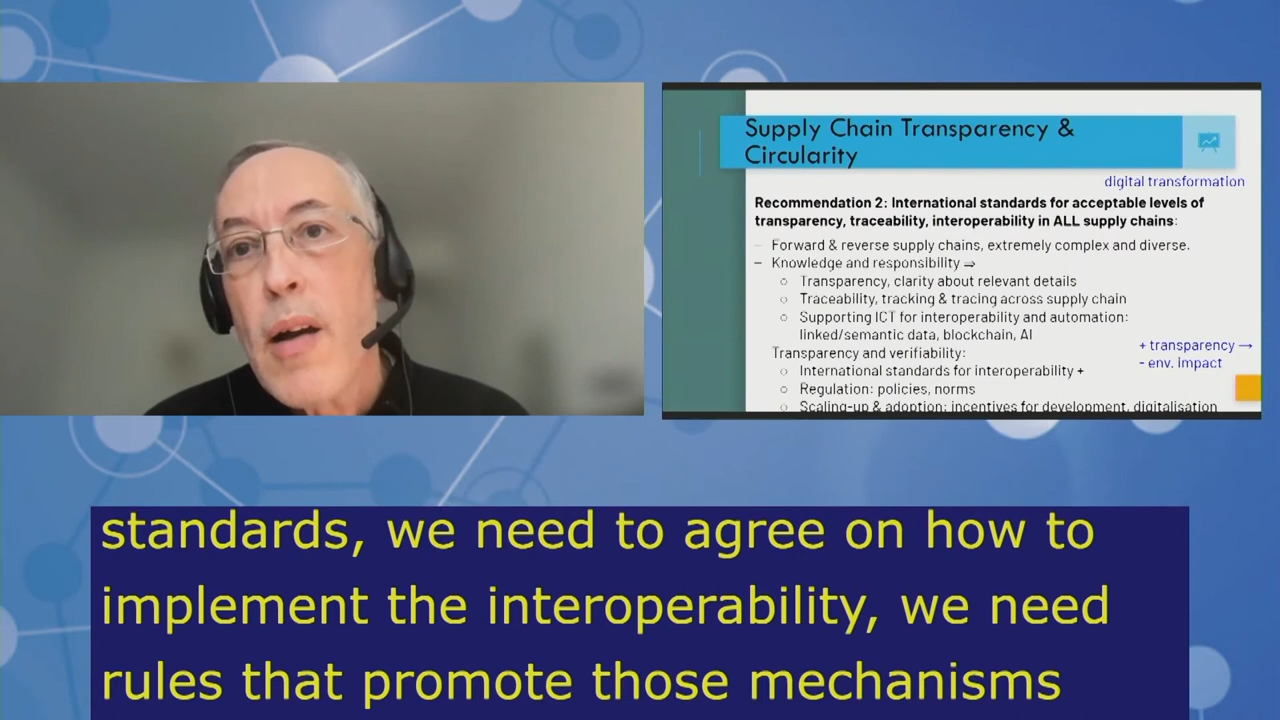 Supply Chain Transparency &
Circularity
digital transformation
Recommendation 2: International standards for acceptable levels of
transparency, traceability, interoperability in ALL supply chains:
– Forward & reverse supply chains, extremely complex and diverse.
– Knowledge and responsibility ⇒
○ Transparency, clarity about relevant details
○ Traceability, tracking & tracing across supply chain
○ Supporting ICT for interoperability and automation:
linked/semantic data, blockchain, AI
Transparency and verifiability:
○ International standards for interoperability +
○ Regulation: policies, norms
○ Scaling-up & adoption: incentives for development, digitalisation
+ transparency →
- env. impact
standards, we need to agree on how to
implement the interoperability, we need
rules that promote those mechanisms